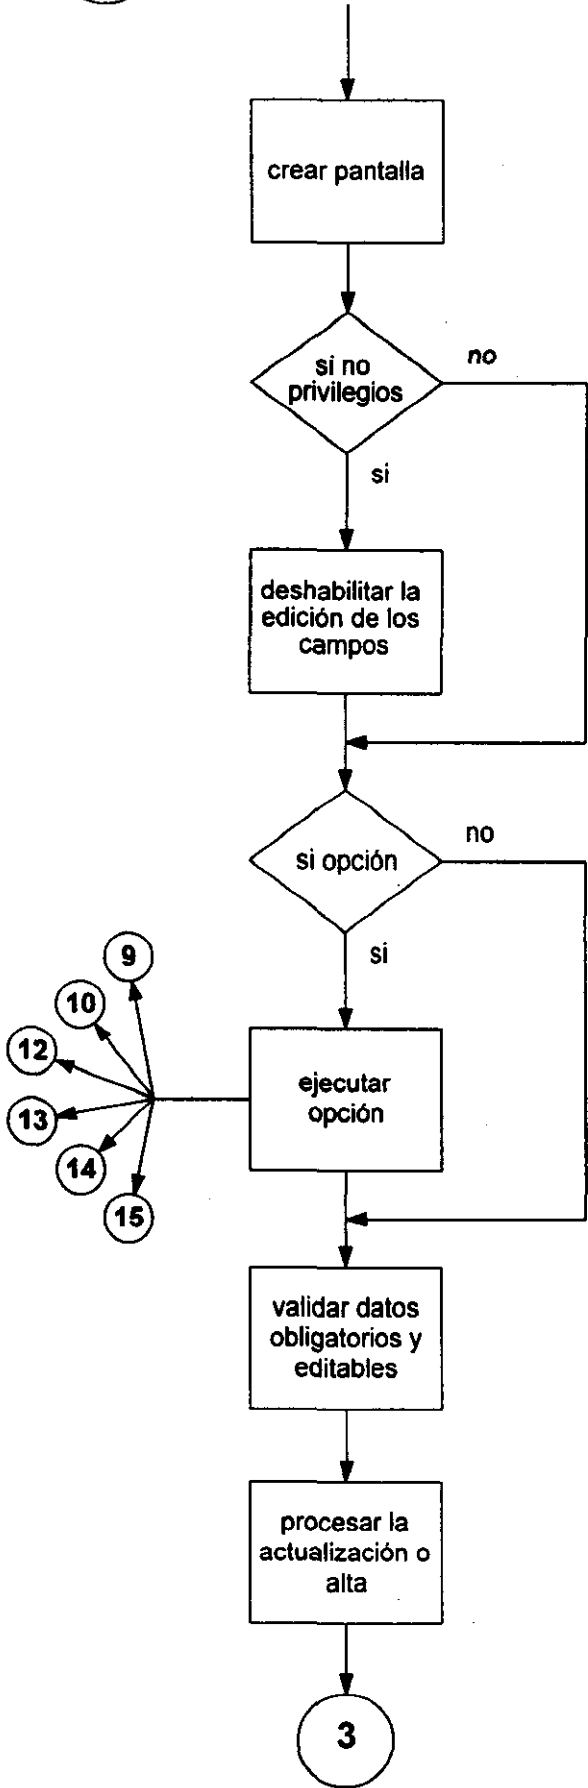 crear pantalla
si no
privilegios
no
si
deshabilitar la
edición de los
campos
si opción
no
si
9
10
12
13
14
15
ejecutar
opción
validar datos
obligatorios y
editables
procesar la
actualización o
alta
3